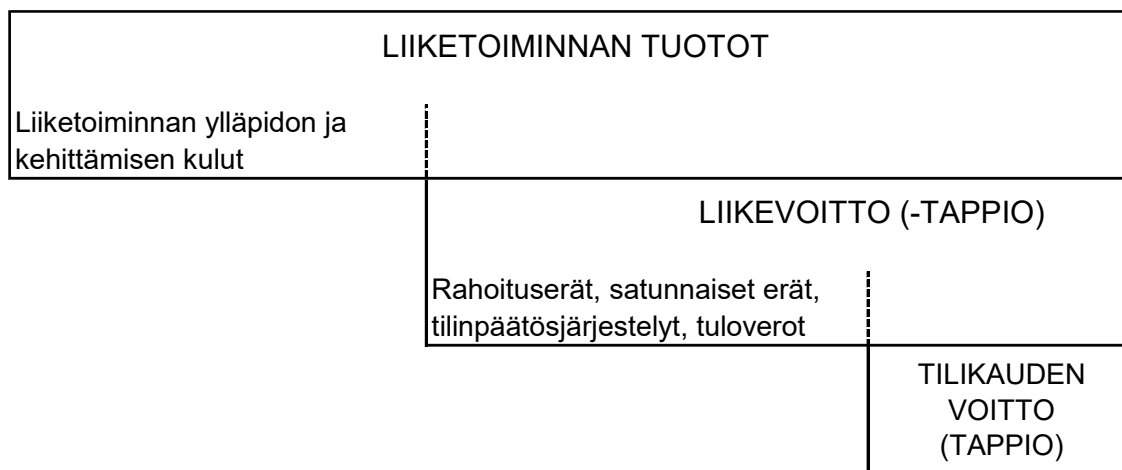 LIIKETOIMINNAN TUOTOT
Liiketoiminnan ylläpidon ja
kehittämisen kulut
LIIKEVOITTO (-TAPPIO)
Rahoituserät, satunnaiset erät,
tilinpäätösjärjestelyt, tuloverot
TILIKAUDEN
VOITTO
(TAPPIO)